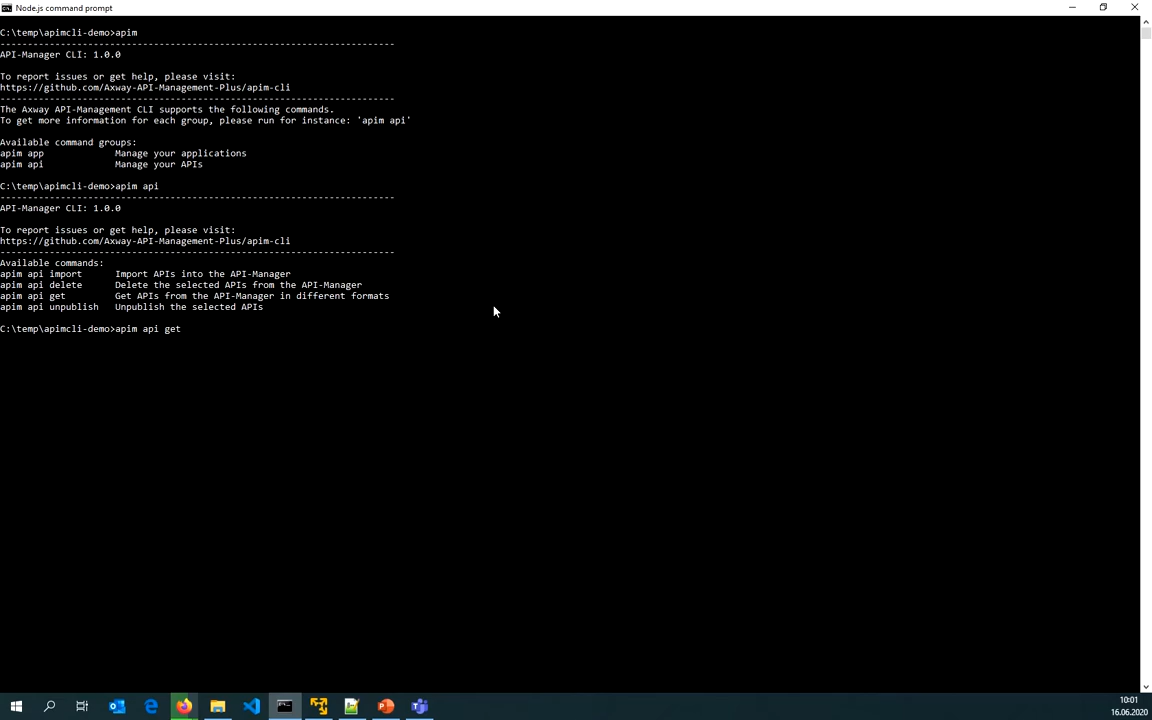 Node.js command prompt
C:\temp\apimcli-demo>apim
--------------------------------------------------------------------------------
API-Manager CLI: 1.0.0
To report issues or get help, please visit:
https://github.com/Axway-API-Management-Plus/apim-cli
--------------------------------------------------------------------------------
The Axway API-Management CLI supports the following commands.
To get more information for each group, please run for instance: 'apim api'
Available command groups:
apim app Manage your applications
apim api Manage your APIs
C:\temp\apimcli-demo>apim api
--------------------------------------------------------------------------------
API-Manager CLI: 1.0.0
To report issues or get help, please visit:
https://github.com/Axway-API-Management-Plus/apim-cli
--------------------------------------------------------------------------------
Available commands:
apim api import Import APIs into the API-Manager
apim api delete Delete the selected APIs from the API-Manager
apim api get Get APIs from the API-Manager in different formats
apim api unpublish Unpublish the selected APIs
C:\temp\apimcli-demo>apim api get
10:01
16.06.2020